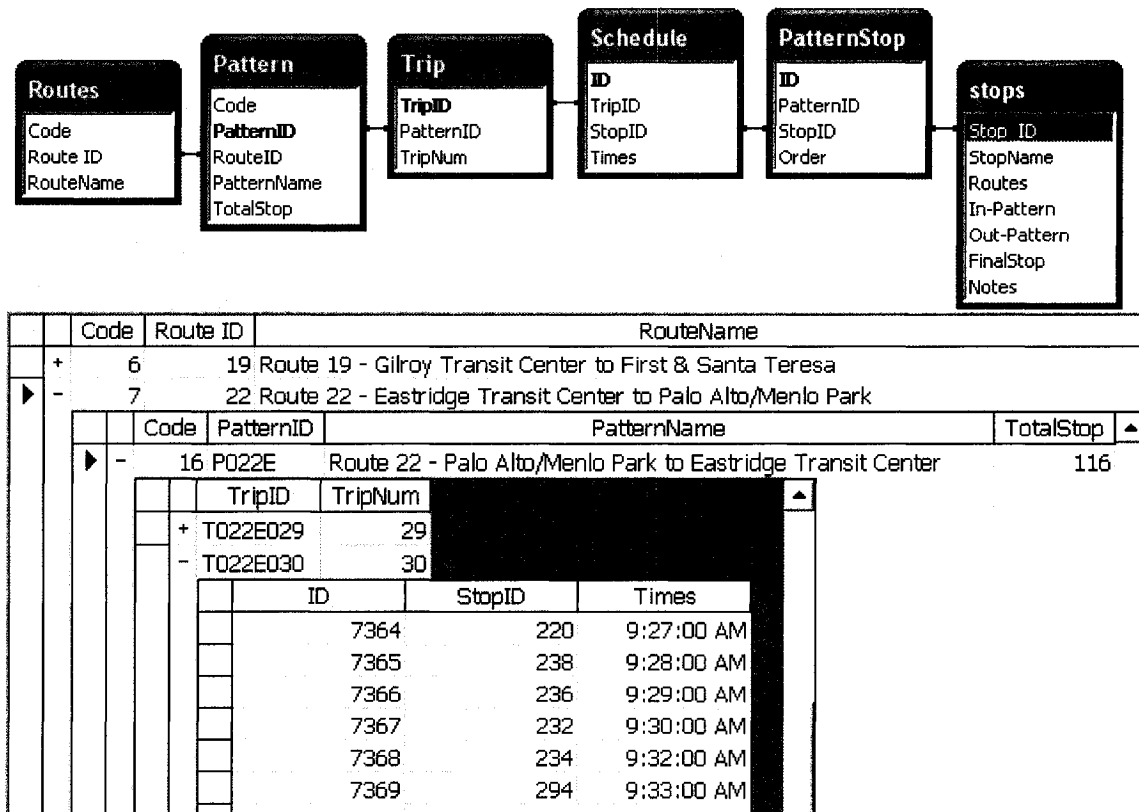 Routes
Code
Route ID
RouteName
Pattern
Code
PatternID
RouteID
PatternName
TotalStop
Trip
TripID
PatternID
TripNum
Schedule
ID
TripID
StopID
Times
PatternStop
ID
PatternID
StopID
Order
stops
Stop_ID
StopName
Routes
In-Pattern
Out-Pattern
FinalStop
Notes
Code Route ID RouteName
+ 6 19 Route 19 - Gilroy Transit Center to First & Santa Teresa
- 7 22 Route 22 - Eastridge Transit Center to Palo Alto/Menlo Park
Code PatternID PatternName TotalStop
- 16 P022E Route 22 - Palo Alto/Menlo Park to Eastridge Transit Center 116
TripID TripNum
+ T022E029 29
- T022E030 30
ID StopID Times
7364 220 9:27:00 AM
7365 238 9:28:00 AM
7366 236 9:29:00 AM
7367 232 9:30:00 AM
7368 234 9:32:00 AM
7369 294 9:33:00 AM